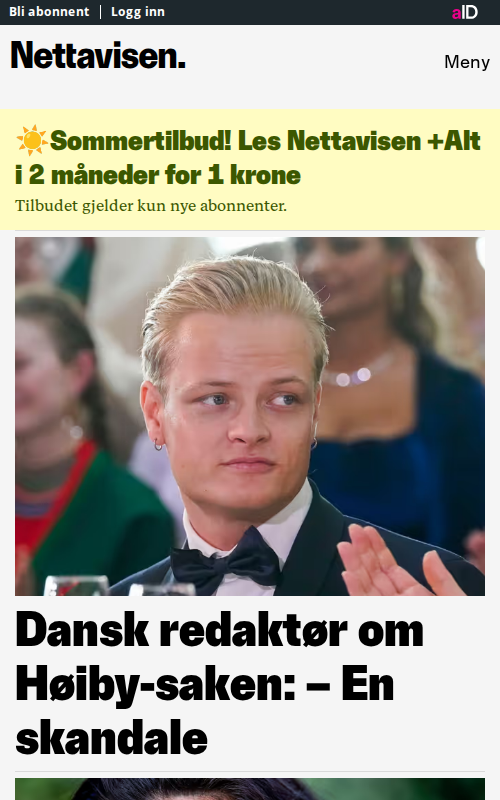 Bli abonnent | Logg inn
aID
Nettavisen.
Meny
☀️Sommertilbud! Les Nettavisen +Alt
i 2 måneder for 1 krone
Tilbudet gjelder kun nye abonnenter.
Dansk redaktør om
Høiby-saken: – En
skandale